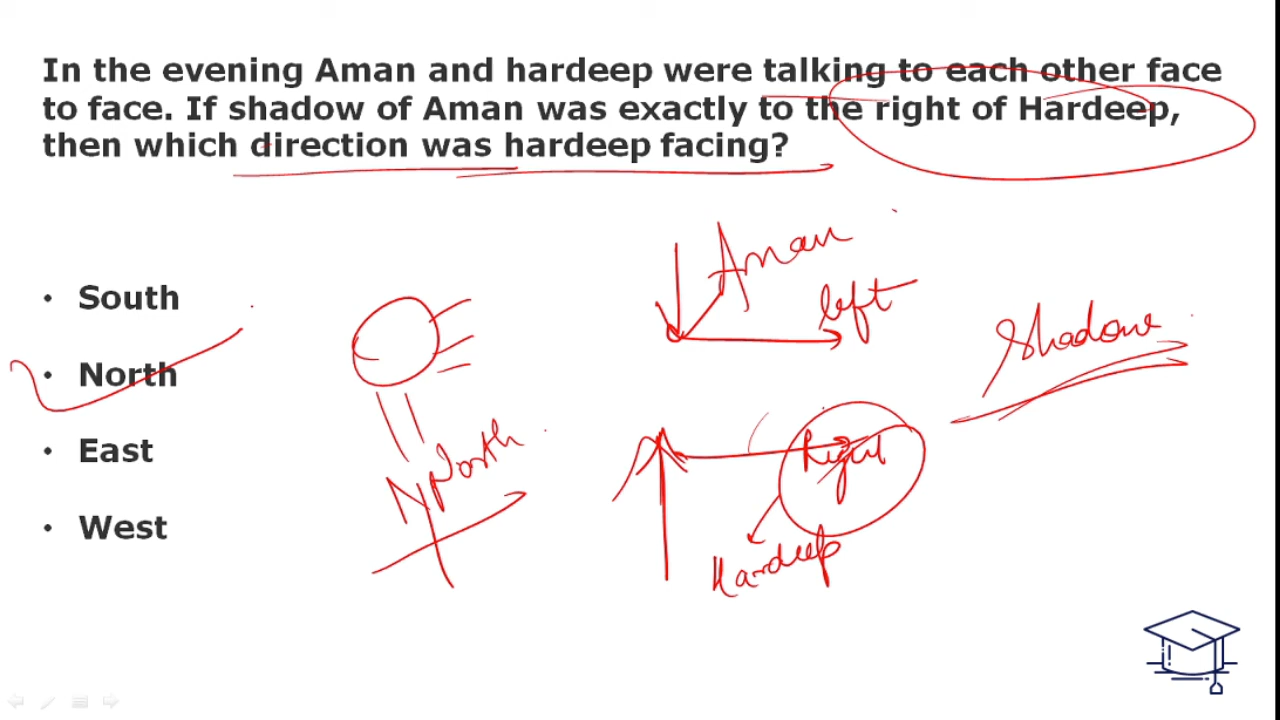 In the evening Aman and hardeep were talking to each other face
to face. If shadow of Aman was exactly to the right of Hardeep,
then which direction was hardeep facing?
Aman
left
• South
Shadow
• North
North
Right
• East
• West
Hardeep